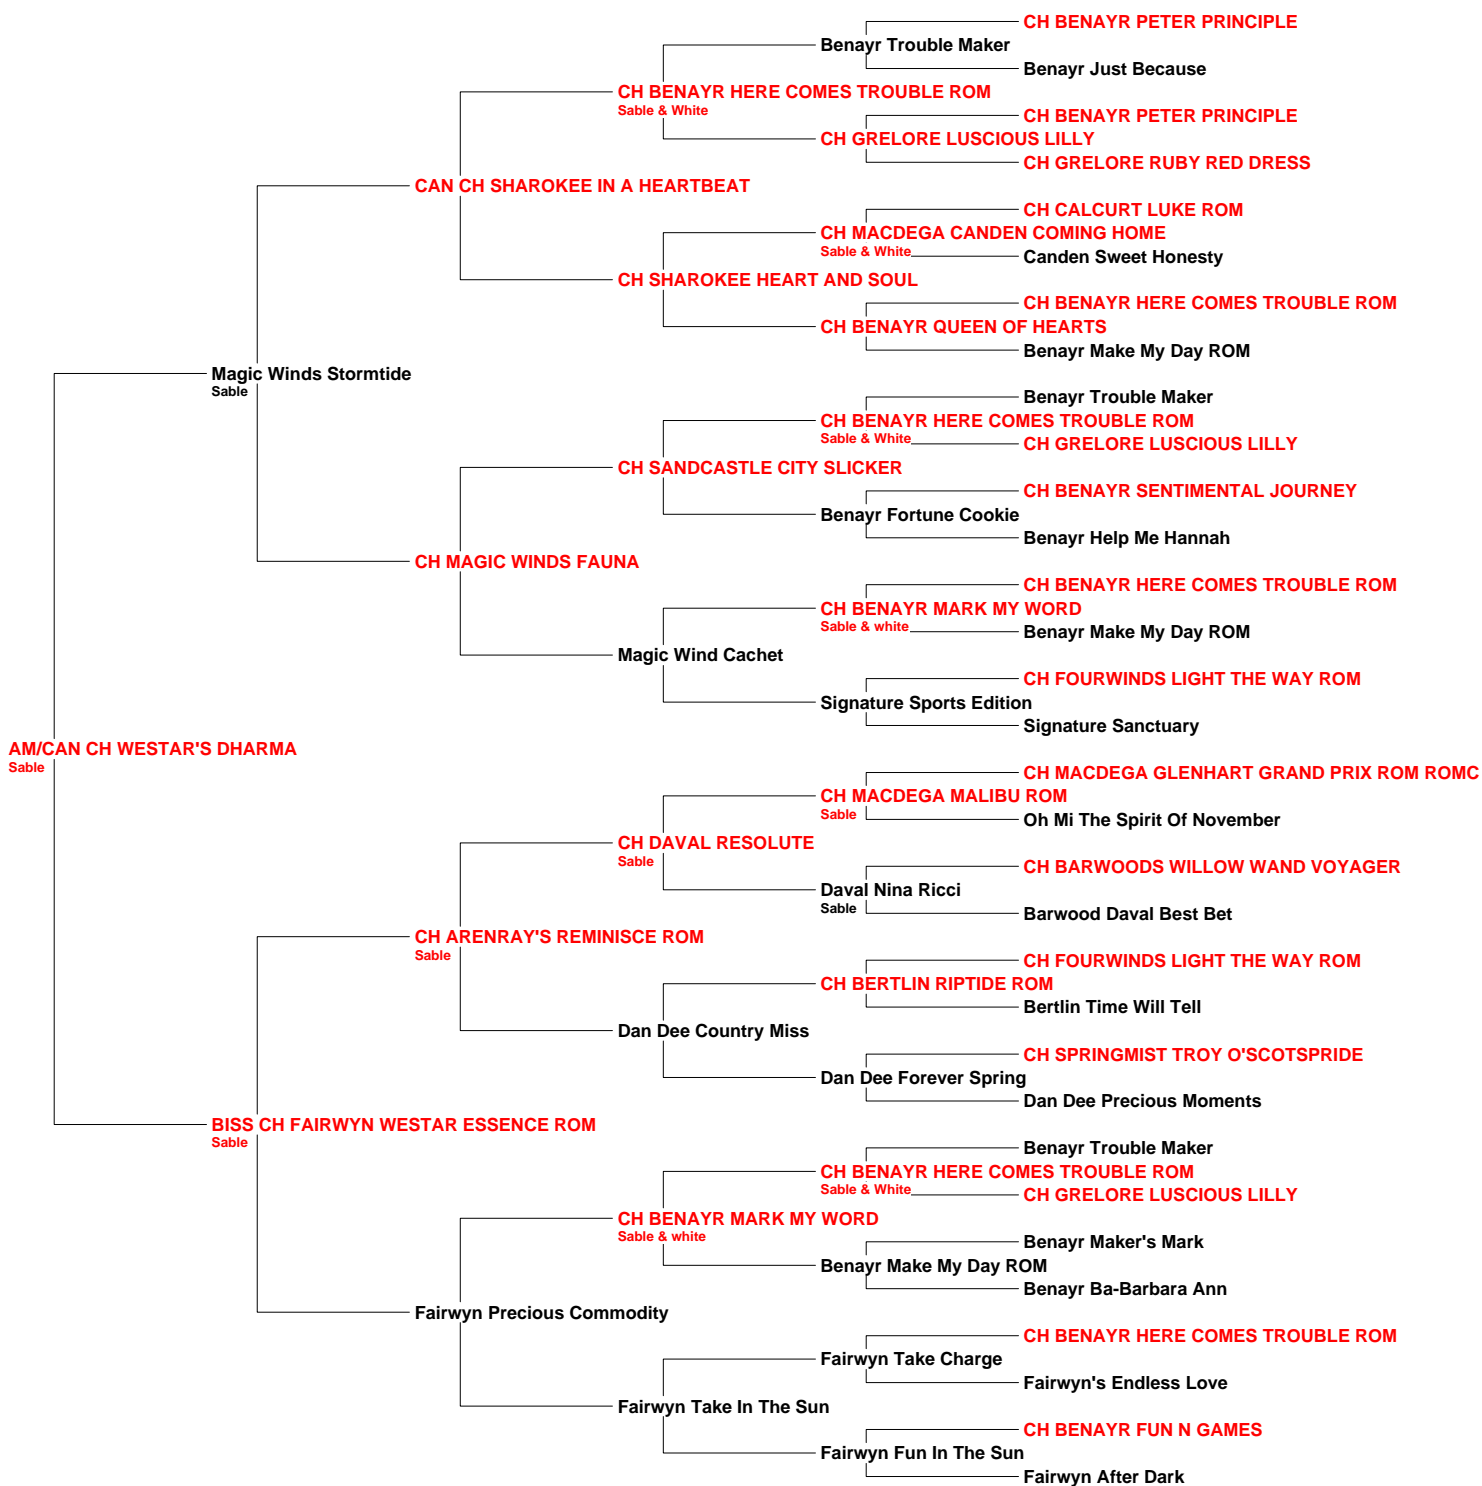 CH BENAYR PETER PRINCIPLE
Benayr Trouble Maker
Benayr Just Because
CH BENAYR HERE COMES TROUBLE ROM
Sable & White
CH BENAYR PETER PRINCIPLE
CH GRELORE LUSCIOUS LILLY
CH GRELORE RUBY RED DRESS
CAN CH SHAROKEE IN A HEARTBEAT
CH CALCURT LUKE ROM
CH MACDEGA CANDEN COMING HOME
Sable & White
Canden Sweet Honesty
CH SHAROKEE HEART AND SOUL
CH BENAYR HERE COMES TROUBLE ROM
CH BENAYR QUEEN OF HEARTS
Benayr Make My Day ROM
Magic Winds Stormtide
Sable
Benayr Trouble Maker
CH BENAYR HERE COMES TROUBLE ROM
Sable & White
CH GRELORE LUSCIOUS LILLY
CH SANDCASTLE CITY SLICKER
CH BENAYR SENTIMENTAL JOURNEY
Benayr Fortune Cookie
Benayr Help Me Hannah
CH MAGIC WINDS FAUNA
CH BENAYR HERE COMES TROUBLE ROM
CH BENAYR MARK MY WORD
Sable & white
Benayr Make My Day ROM
Magic Wind Cachet
CH FOURWINDS LIGHT THE WAY ROM
Signature Sports Edition
Signature Sanctuary
AM/CAN CH WESTAR'S DHARMA
Sable
CH MACDEGA GLENHART GRAND PRIX ROM ROMC
CH MACDEGA MALIBU ROM
Sable
Oh Mi The Spirit Of November
CH DAVAL RESOLUTE
Sable
CH BARWOODS WILLOW WAND VOYAGER
Daval Nina Ricci
Sable
Barwood Daval Best Bet
CH ARENRAY'S REMINISCE ROM
Sable
CH FOURWINDS LIGHT THE WAY ROM
CH BERTLIN RIPTIDE ROM
Bertlin Time Will Tell
Dan Dee Country Miss
CH SPRINGMIST TROY O'SCOTSPRIDE
Dan Dee Forever Spring
Dan Dee Precious Moments
BISS CH FAIRWYN WESTAR ESSENCE ROM
Sable
Benayr Trouble Maker
CH BENAYR HERE COMES TROUBLE ROM
Sable & White
CH GRELORE LUSCIOUS LILLY
CH BENAYR MARK MY WORD
Sable & white
Benayr Maker's Mark
Benayr Make My Day ROM
Benayr Ba-Barbara Ann
Fairwyn Precious Commodity
CH BENAYR HERE COMES TROUBLE ROM
Fairwyn Take Charge
Fairwyn's Endless Love
Fairwyn Take In The Sun
CH BENAYR FUN N GAMES
Fairwyn Fun In The Sun
Fairwyn After Dark